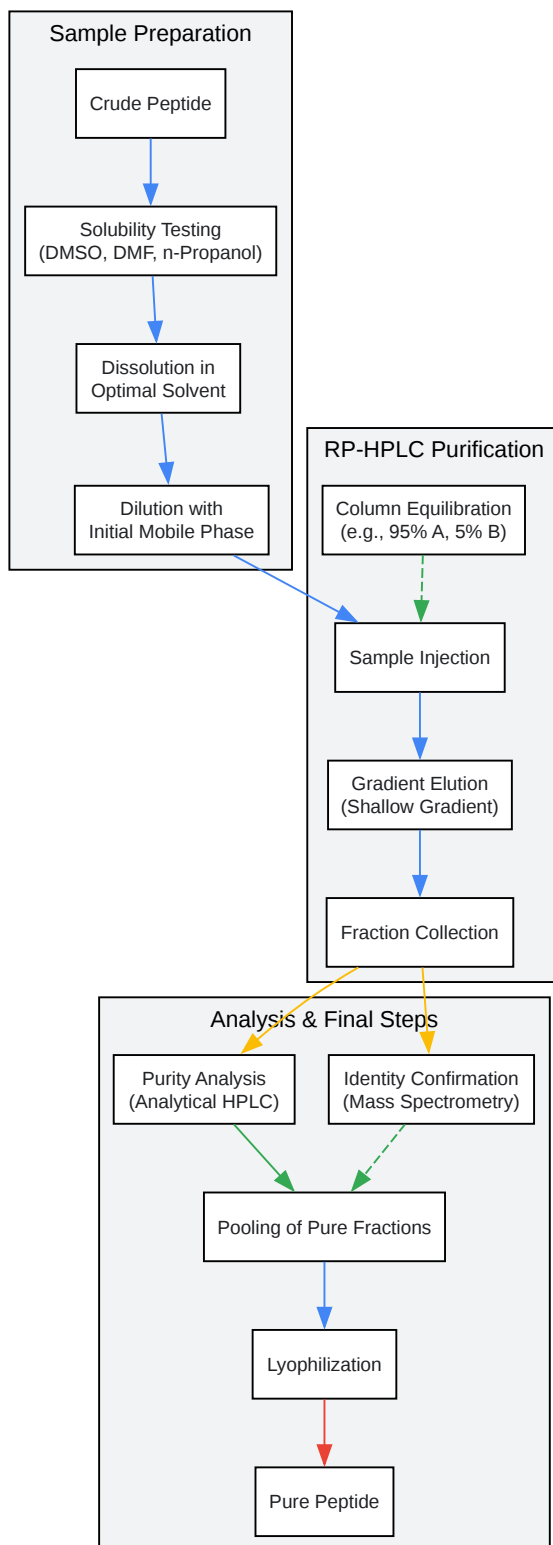 Sample Preparation
Crude Peptide
Solubility Testing
(DMSO, DMF, n-Propanol)
Dissolution in
Optimal Solvent
Dilution with
Initial Mobile Phase
RP-HPLC Purification
Column Equilibration
(e.g., 95% A, 5% B)
Sample Injection
Gradient Elution
(Shallow Gradient)
Fraction Collection
Analysis & Final Steps
Purity Analysis
(Analytical HPLC)
Identity Confirmation
(Mass Spectrometry)
Pooling of Pure Fractions
Lyophilization
Pure Peptide